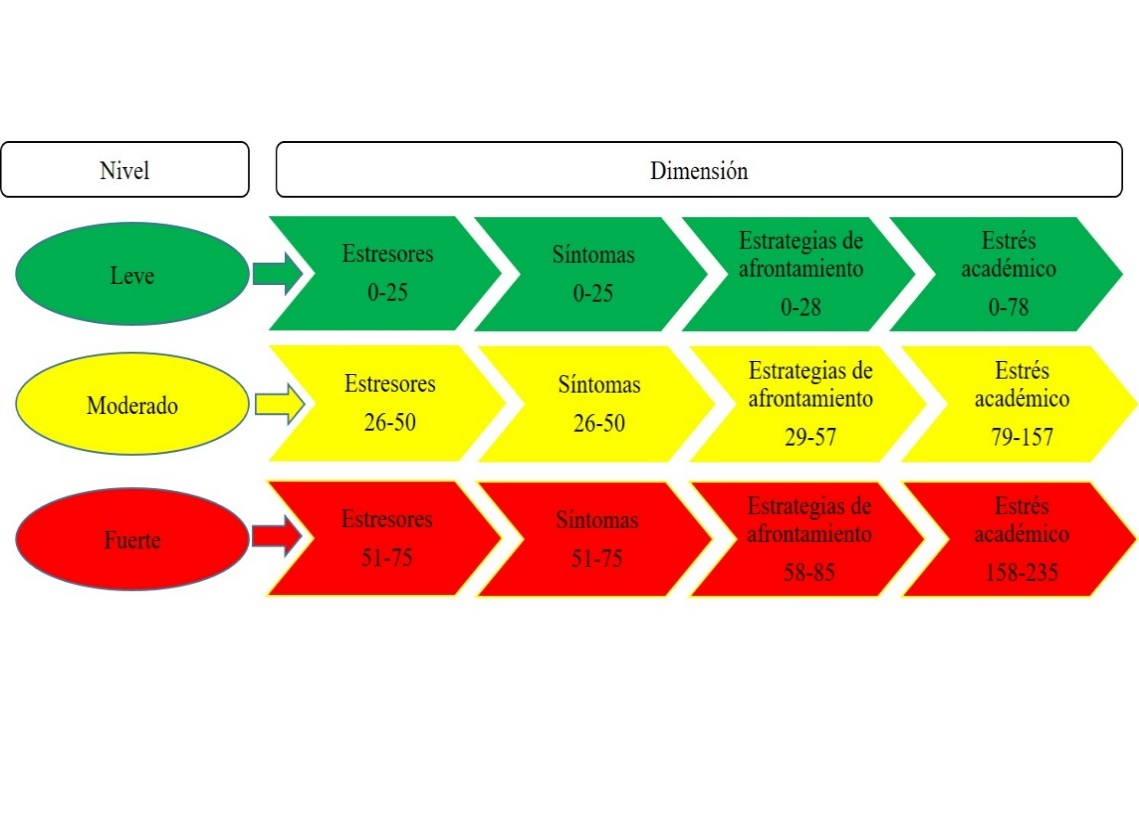 Nivel
Dimensión
Leve
Estresores
0-25
Síntomas
0-25
Estrategias de
afrontamiento
0-28
Estrés
académico
0-78
Moderado
Estresores
26-50
Síntomas
26-50
Estrategias de
afrontamiento
29-57
Estrés
académico
79-157
Fuerte
Estresores
51-75
Síntomas
51-75
Estrategias de
afrontamiento
58-85
Estrés
académico
158-235